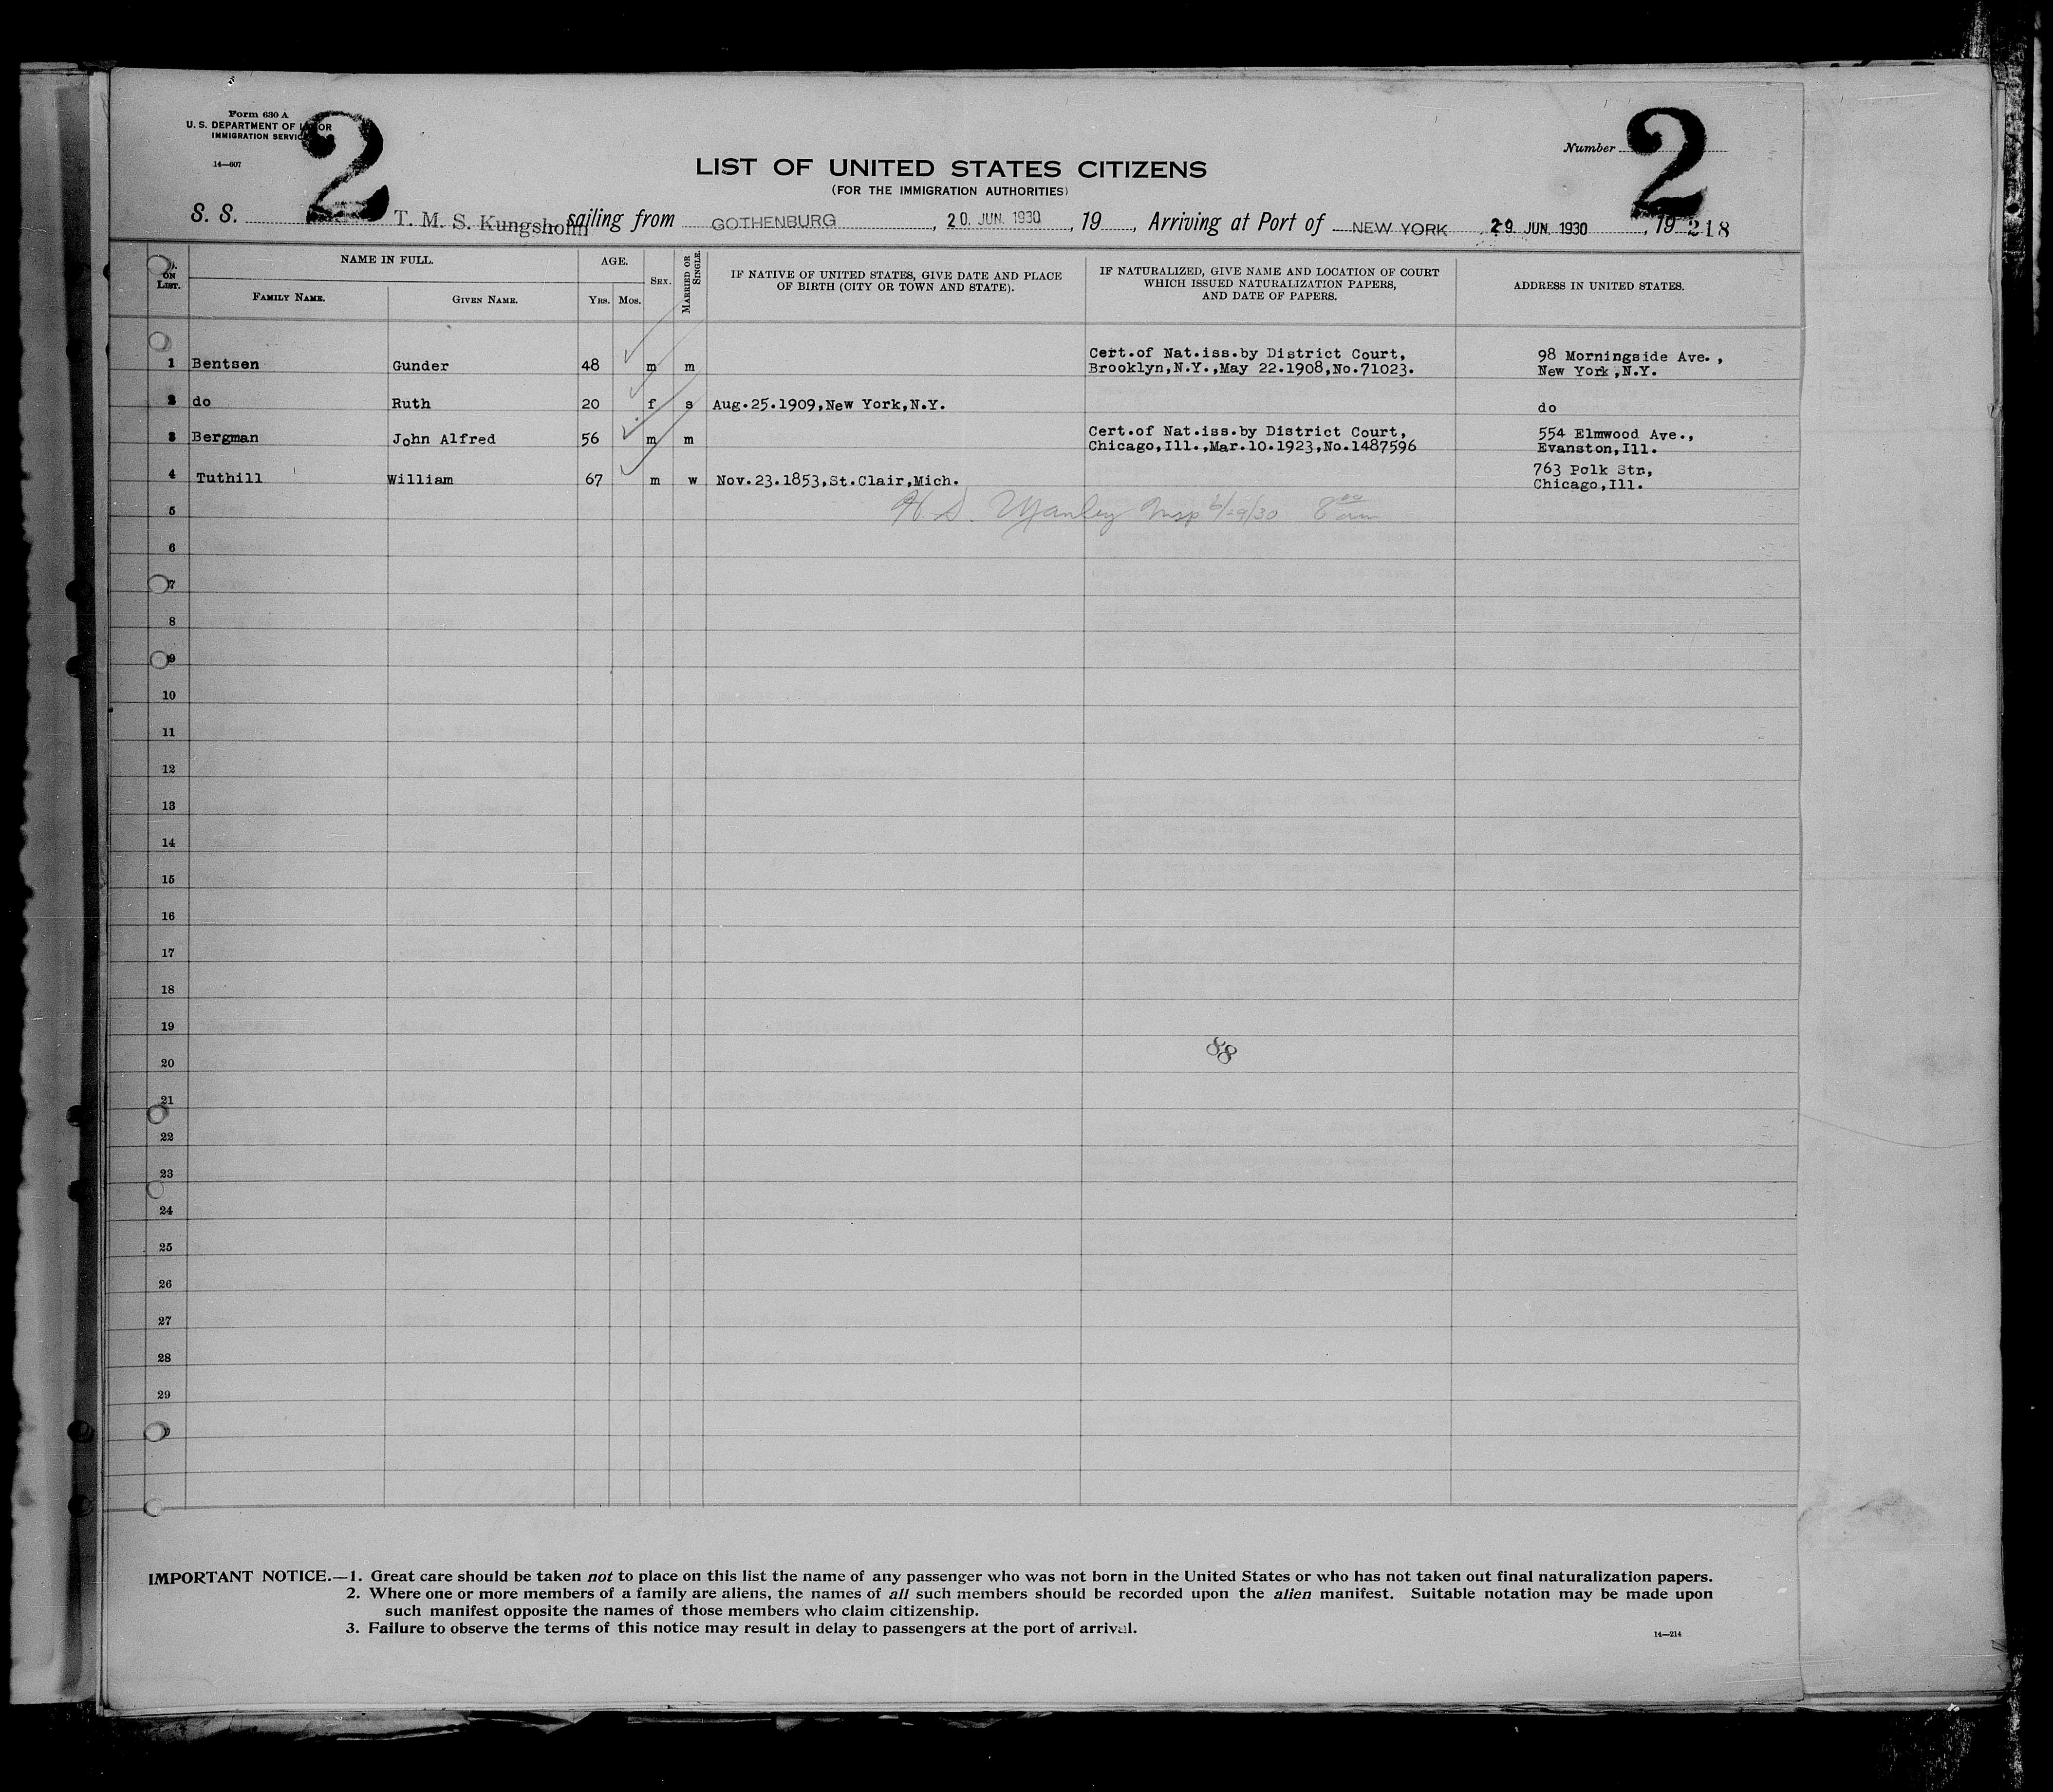 Form 630 A
U. S. DEPARTMENT OF LABOR
IMMIGRATION SERVICE
14—607
2
Number 2
LIST OF UNITED STATES CITIZENS
(FOR THE IMMIGRATION AUTHORITIES)
S. S. T. M. S. Kungsholm sailing from GOTHENBURG, 20. JUN. 1930, 19 , Arriving at Port of NEW YORK 29. JUN. 1930, 19 218
NO. ON LIST. NAME IN FULL. AGE. SEX. MARRIED OR SINGLE. IF NATIVE OF UNITED STATES, GIVE DATE AND PLACE OF BIRTH (CITY OR TOWN AND STATE). IF NATURALIZED, GIVE NAME AND LOCATION OF COURT WHICH ISSUED NATURALIZATION PAPERS, AND DATE OF PAPERS. ADDRESS IN UNITED STATES.
FAMILY NAME. GIVEN NAME. YRS. MOS.
1 Bentsen Gunder 48 m m Cert.of Nat.iss.by District Court, 98 Morningside Ave.,
Brooklyn,N.Y.,May 22.1908,No.71023. New York,N.Y.
2 do Ruth 20 f s Aug.25.1909,New York,N.Y. do
3 Bergman John Alfred 56 m m Cert.of Nat.iss.by District Court, 554 Elmwood Ave.,
Chicago,Ill.,Mar.10.1923,No.1487596 Evanston,Ill.
4 Tuthill William 67 m w Nov.23.1853,St.Clair,Mich. 763 Polk Str.,
Chicago,Ill.
5 H. S. Manley Insp 6/29/30 8 00 am
6
7
8
9
10
11
12
13
14
15
16
17
18
19
88
20
21
22
23
24
25
26
27
28
29
IMPORTANT NOTICE.—1. Great care should be taken not to place on this list the name of any passenger who was not born in the United States or who has not taken out final naturalization papers.
2. Where one or more members of a family are aliens, the names of all such members should be recorded upon the alien manifest. Suitable notation may be made upon
such manifest opposite the names of those members who claim citizenship.
3. Failure to observe the terms of this notice may result in delay to passengers at the port of arrival.
14—214